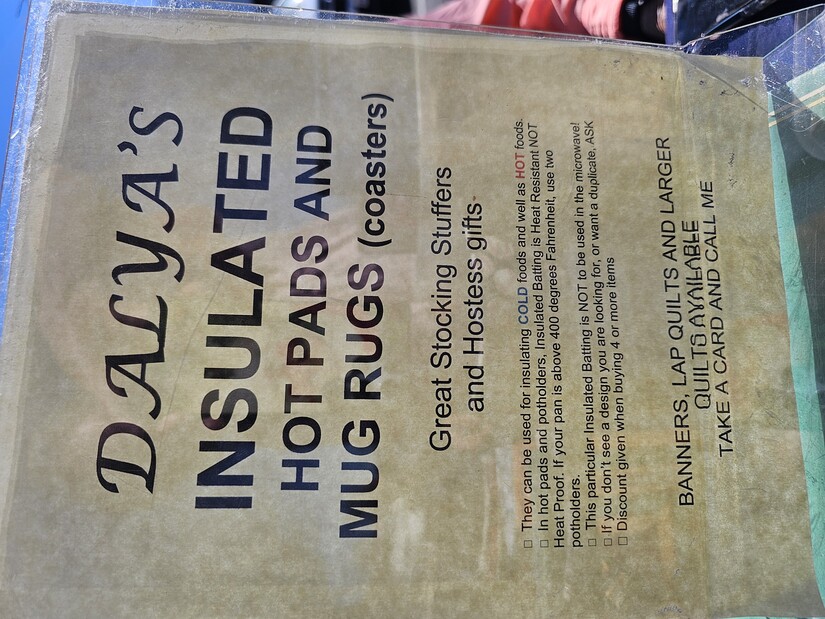 DALYA'S
INSULATED
HOT PADS AND
MUG RUGS (coasters)
Great Stocking Stuffers
and Hostess gifts
□ They can be used for insulating COLD foods and well as HOT foods.
□ In hot pads and potholders, Insulated Batting is Heat Resistant NOT
Heat Proof. If your pan is above 400 degrees Fahrenheit, use two
potholders.
□ This particular Insulated Batting is NOT to be used in the microwave!
□ If you don't see a design you are looking for, or want a duplicate, ASK
□ Discount given when buying 4 or more items
BANNERS, LAP QUILTS AND LARGER
QUILTS AVAILABLE
TAKE A CARD AND CALL ME